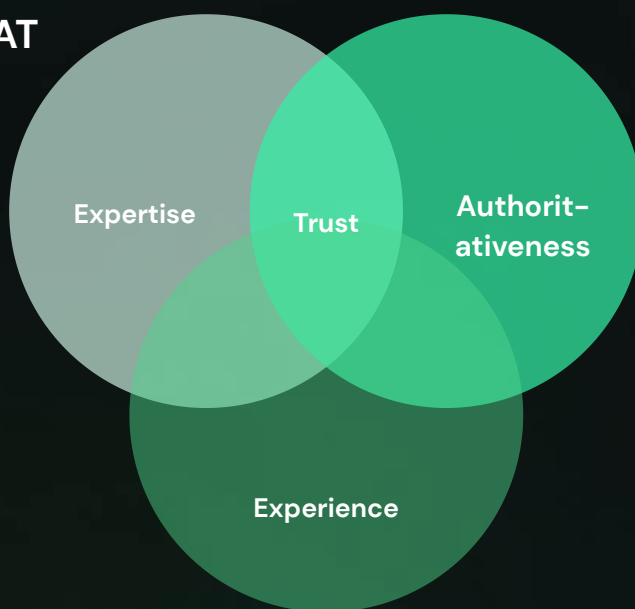 AT
Expertise
Trust
Authorit-
ativeness
Experience